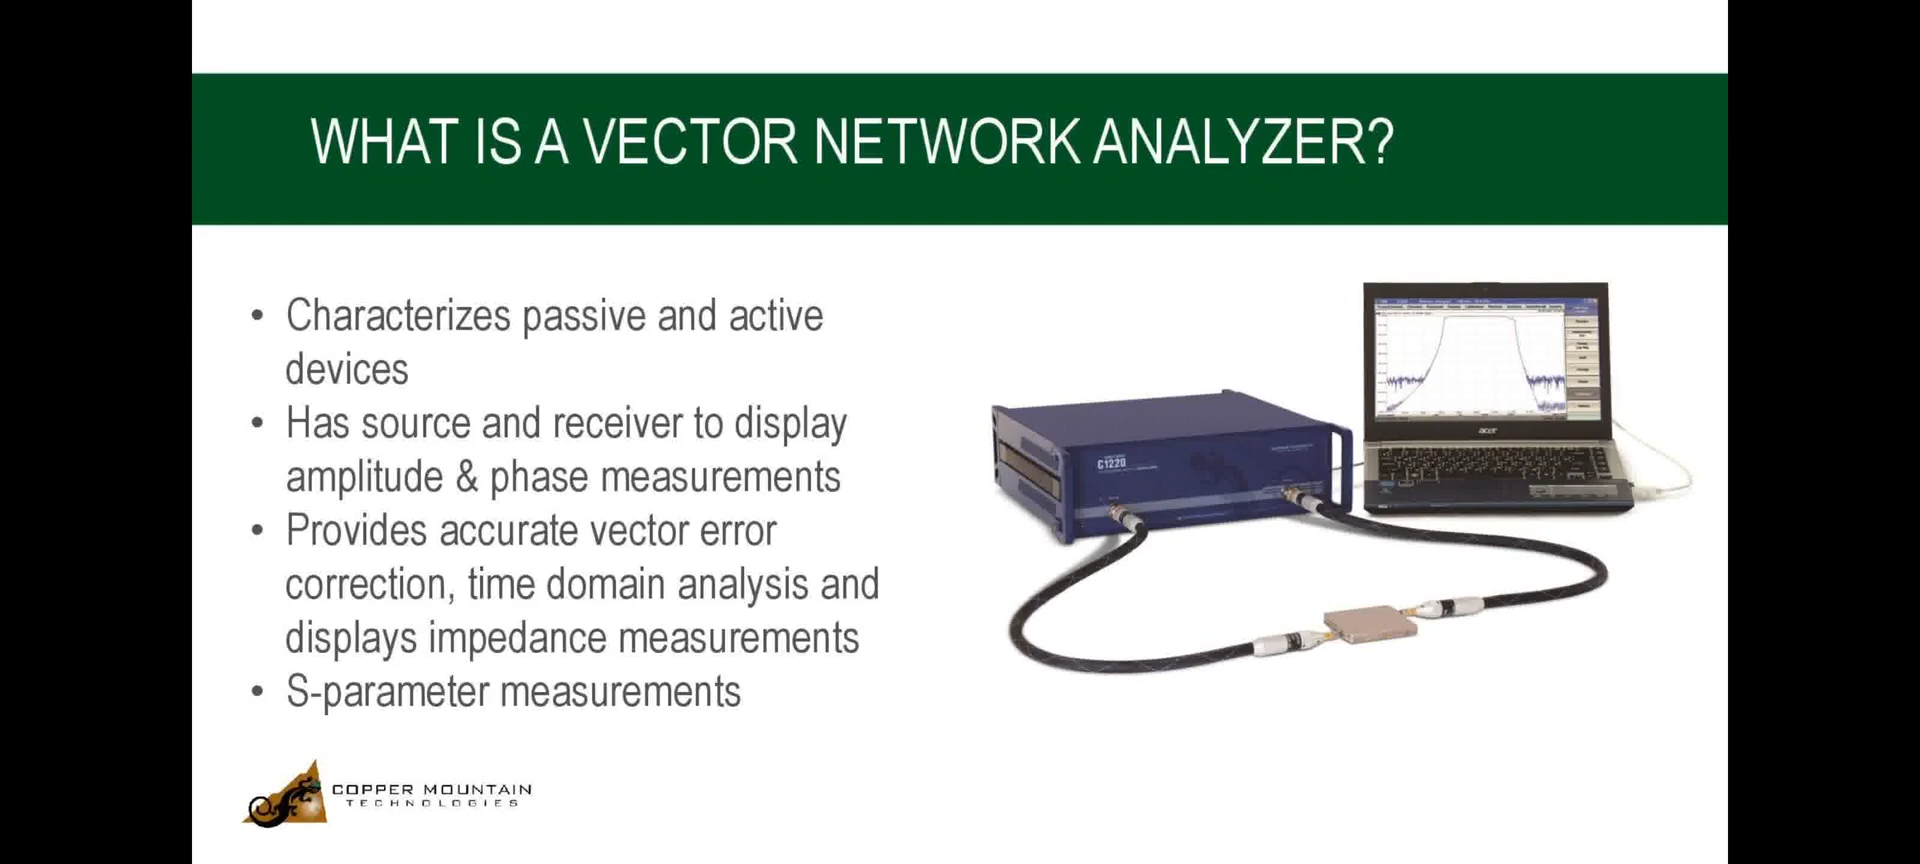 WHAT IS A VECTOR NETWORK ANALYZER?
• Characterizes passive and active
devices
• Has source and receiver to display
amplitude & phase measurements
• Provides accurate vector error
correction, time domain analysis and
displays impedance measurements
• S-parameter measurements
C1220
acer
COPPER MOUNTAIN
TECHNOLOGIES